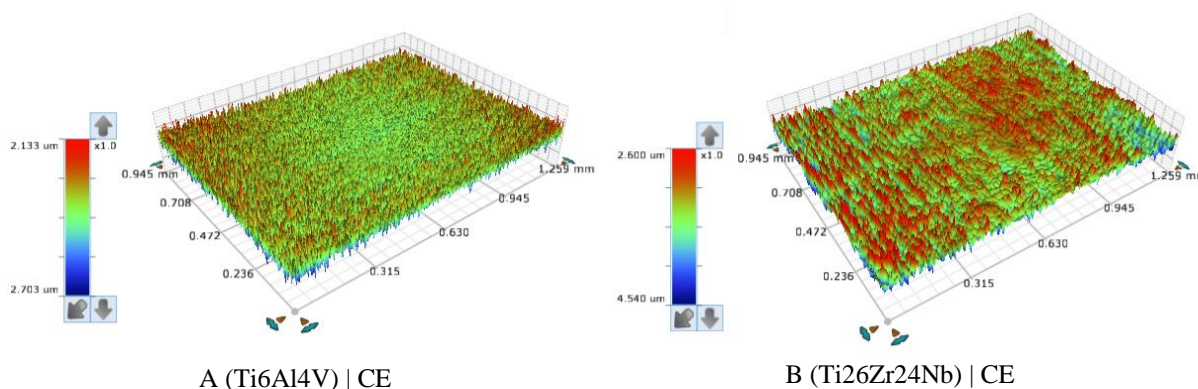 2.133 um
x1.0
2.703 um
0.945 mm
0.708
0.472
0.236
0.315
0.630
0.945
1.259 mm
A (Ti6Al4V) | CE
2.600 um
x1.0
4.540 um
0.945 mm
0.708
0.472
0.236
0.315
0.630
0.945
1.259 mm
B (Ti26Zr24Nb) | CE